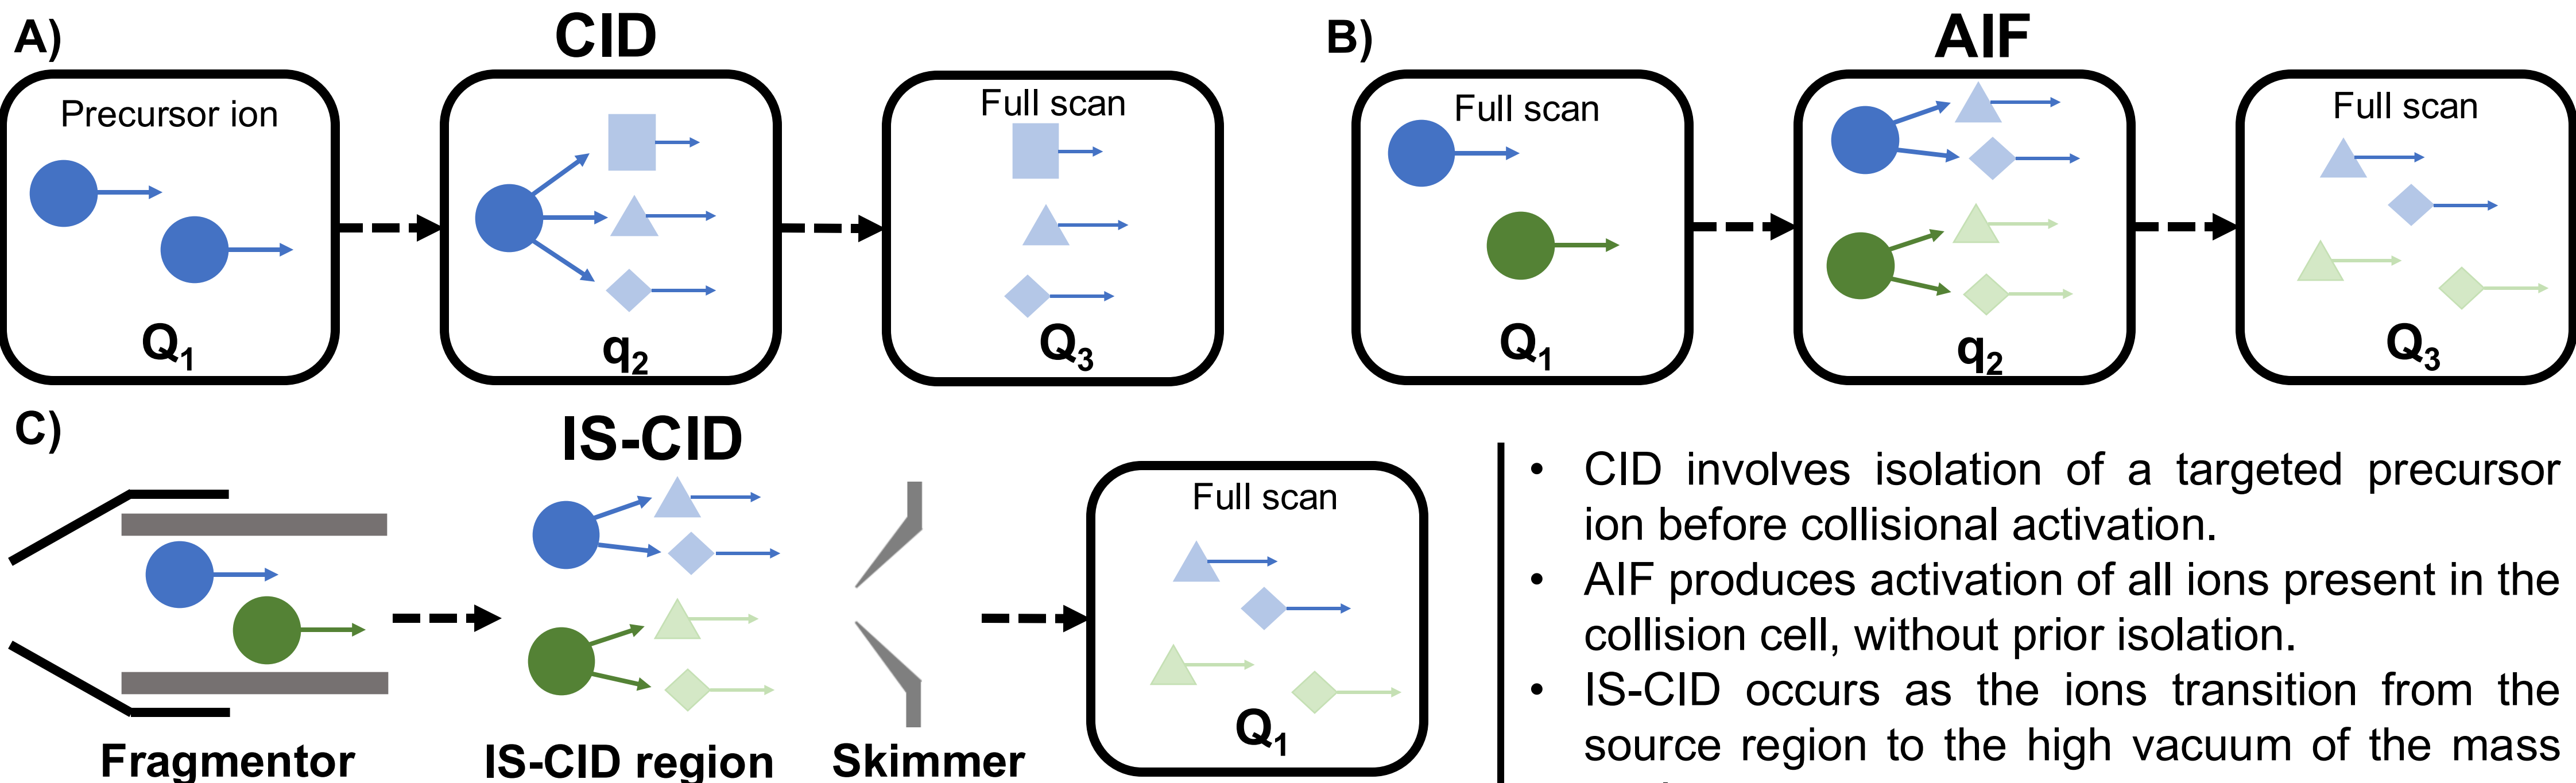 A)
CID
Precursor ion
Q₁
q₂
Full scan
Q₃
B)
AIF
Full scan
Q₁
q₂
Full scan
Q₃
C)
IS-CID
Fragmentor
IS-CID region
Skimmer
Full scan
Q₁
• CID involves isolation of a targeted precursor
ion before collisional activation.
• AIF produces activation of all ions present in the
collision cell, without prior isolation.
• IS-CID occurs as the ions transition from the
source region to the high vacuum of the mass